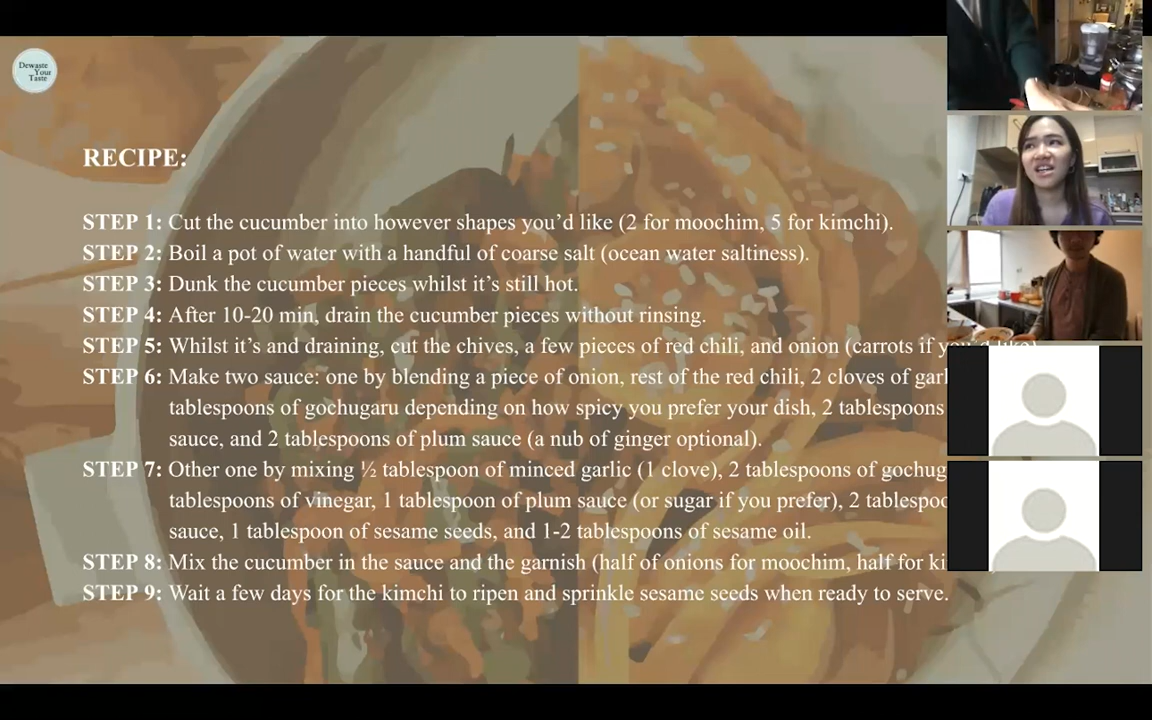 Dewaste
Your
Taste
RECIPE:
STEP 1: Cut the cucumber into however shapes you'd like (2 for moochim, 5 for kimchi).
STEP 2: Boil a pot of water with a handful of coarse salt (ocean water saltiness).
STEP 3: Dunk the cucumber pieces whilst it's still hot.
STEP 4: After 10-20 min, drain the cucumber pieces without rinsing.
STEP 5: Whilst it's and draining, cut the chives, a few pieces of red chili, and onion (carrots if you'd like)
STEP 6: Make two sauce: one by blending a piece of onion, rest of the red chili, 2 cloves of
tablespoons of gochugaru depending on how spicy you prefer your dish, 2 tablespoons
sauce, and 2 tablespoons of plum sauce (a nub of ginger optional).
STEP 7: Other one by mixing ½ tablespoon of minced garlic (1 clove), 2 tablespoons of
tablespoons of vinegar, 1 tablespoon of plum sauce (or sugar if you prefer), 2
sauce, 1 tablespoon of sesame seeds, and 1-2 tablespoons of sesame oil.
STEP 8: Mix the cucumber in the sauce and the garnish (half of onions for moochim, half for
STEP 9: Wait a few days for the kimchi to ripen and sprinkle sesame seeds when ready to serve.